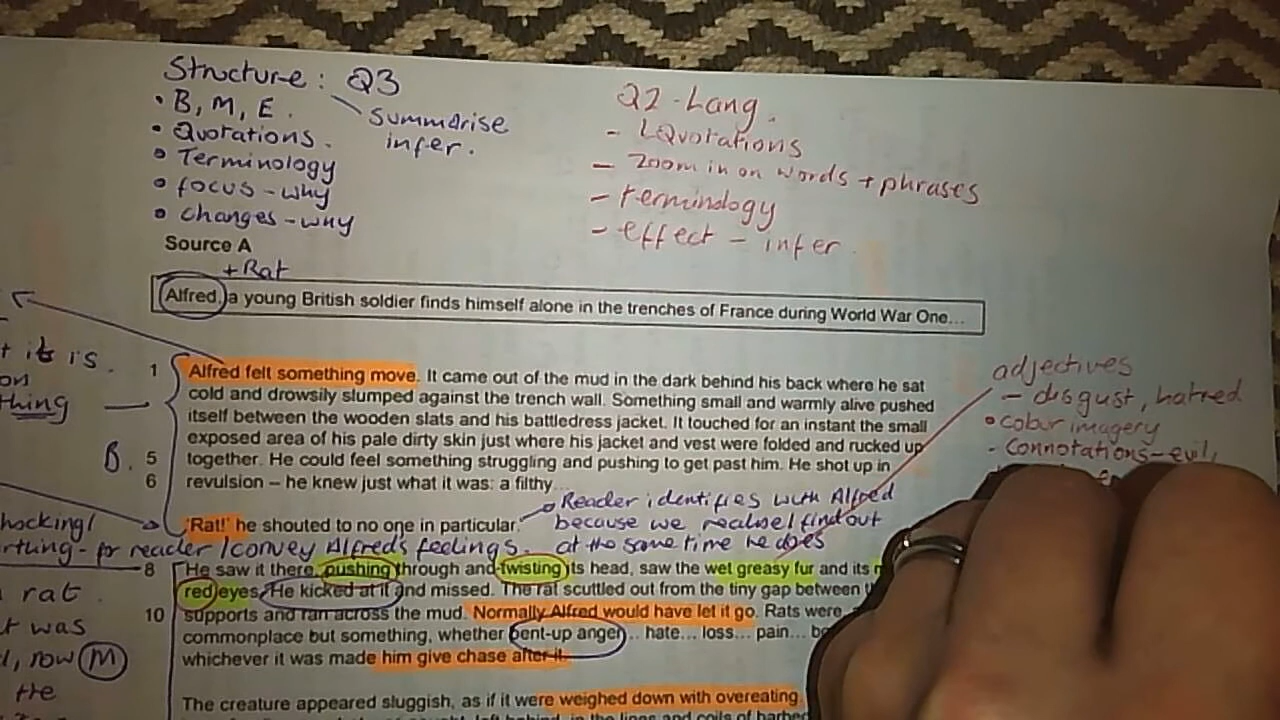 Structure: Q3
• B, M, E.
summarise
infer.
• Quotations.
• Terminology
• focus - why
• changes - why
Q2 - Lang.
- Quotations
- zoom in on words + phrases
- terminology
- effect - infer.
Source A
+ Rat
Alfred, a young British soldier finds himself alone in the trenches of France during World War One...
it is.
on
thing
B.
1 Alfred felt something move. It came out of the mud in the dark behind his back where he sat
cold and drowsily slumped against the trench wall. Something small and warmly alive pushed
itself between the wooden slats and his battledress jacket. It touched for an instant the small
exposed area of his pale dirty skin just where his jacket and vest were folded and rucked up
5 together. He could feel something struggling and pushing to get past him. He shot up in
6 revulsion – he knew just what it was: a filthy...
adjectives
- disgust, hatred
• colour imagery
- connotations - evil,
'Rat!' he shouted to no one in particular.
Reader identifies with Alfred
because we realise/find out
at the same time he does
for reader / convey Alfred's feelings.
8 He saw it there, pushing through and twisting its head, saw the wet greasy fur and its
red eyes. He kicked at it and missed. The rat scuttled out from the tiny gap between
10 supports and ran across the mud. Normally Alfred would have let it go. Rats were
commonplace but something, whether pent-up anger... hate... loss... pain...
whichever it was made him give chase after it.
rat.
was
now M
the
The creature appeared sluggish, as if it were weighed down with overeating.